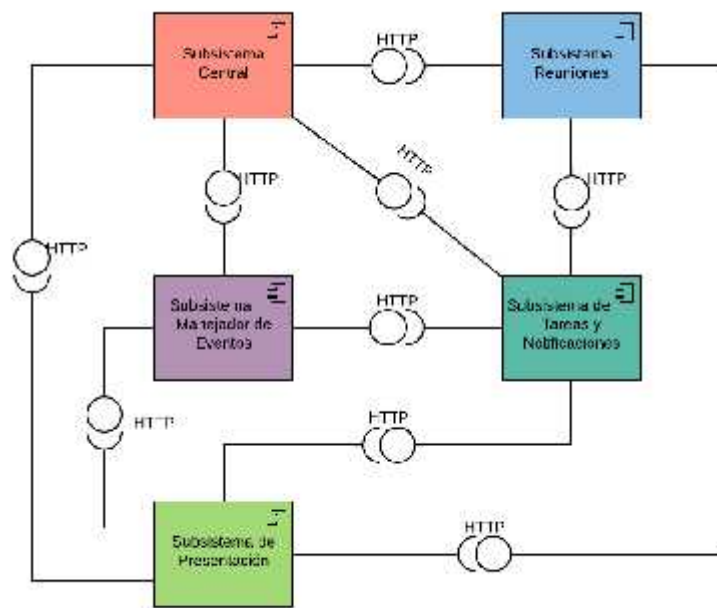 HTTP
Subsistema
Central
Subsistema
Reuniones
HTTP
HTTP
HTTP
HTTP
Subsistema
Manejador de
Eventos
HTTP
Subsistema de
Tareas y
Notificaciones
HTTP
HTTP
Subsistema de
Presentación
HTTP